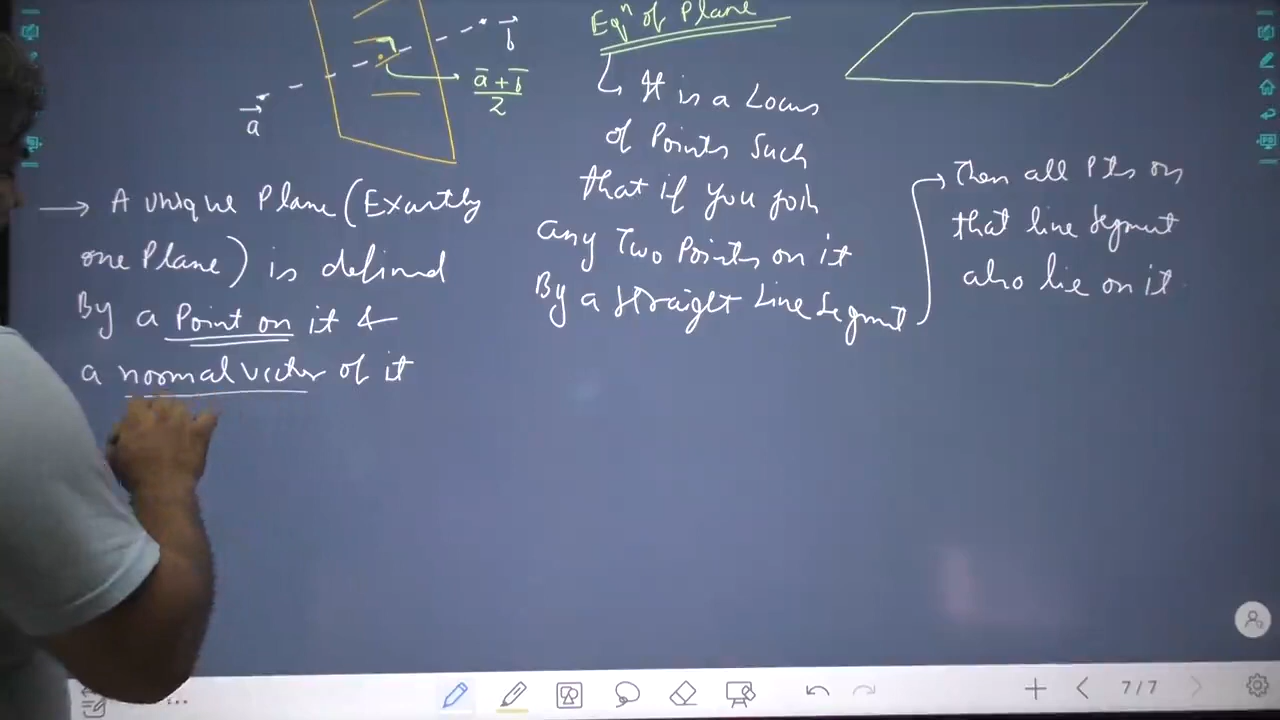 Eqⁿ of Plane
b
a + b
2
a
→ A unique Plane (Exactly
one Plane) is defined
By a Point on it &
a normal vector of it
It is a Locus
of Points Such
that if you join
any Two Points on it
By a straight Line Segment
Then all Pts on
that line segment
also lie on it
7/7